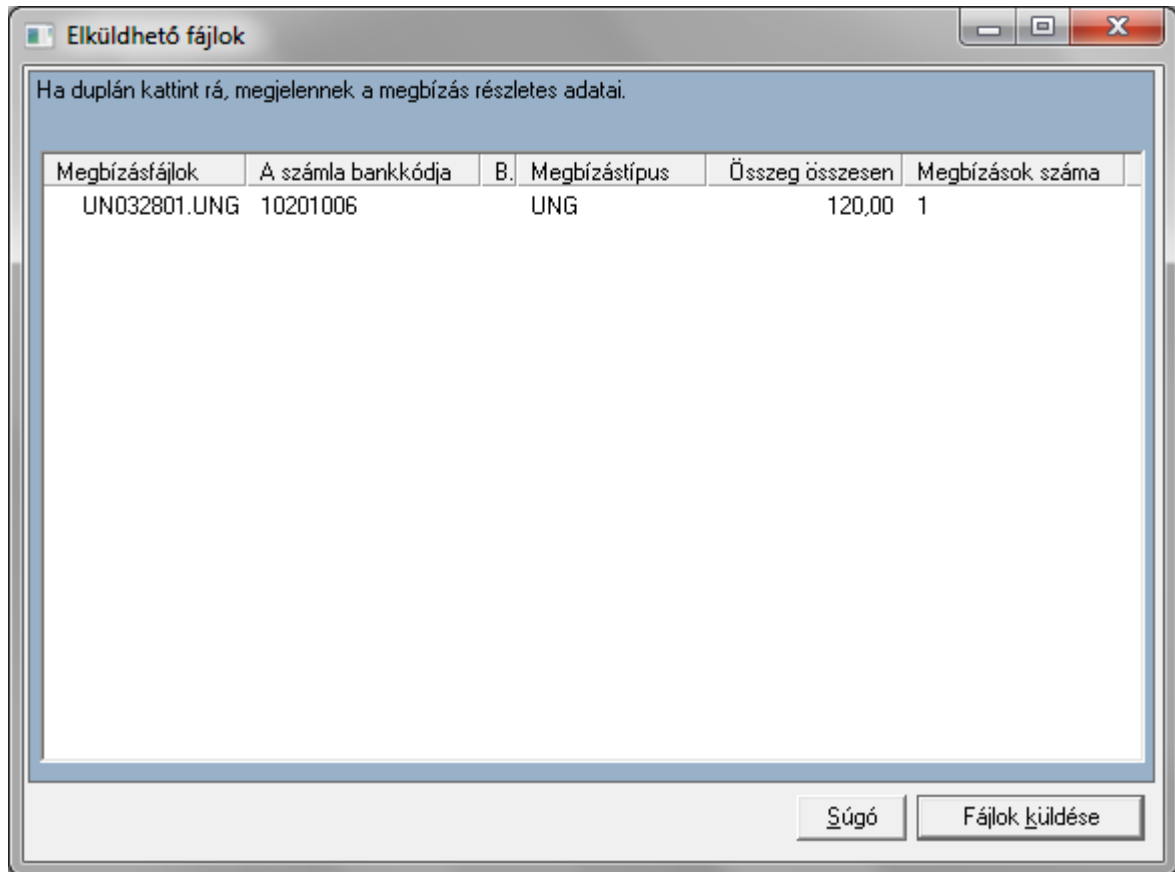 Elküldhető fájlok
Ha duplán kattint rá, megjelennek a megbízás részletes adatai.
Megbízásfájlok A számla bankkódja B. Megbízástípus Összeg összesen Megbízások száma
UN032801.UNG 10201006 UNG 120,00 1
Súgó Fájlok küldése